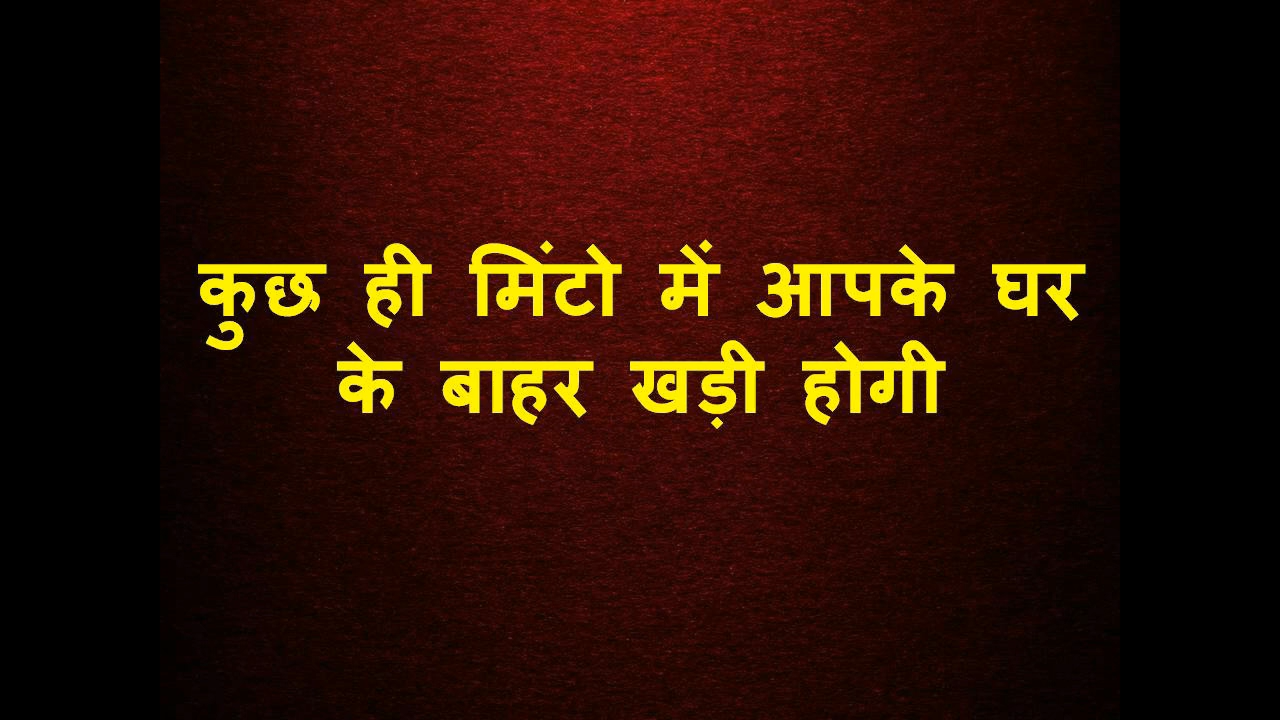 कुछ ही मिंटो में आपके घर
के बाहर खड़ी होगी